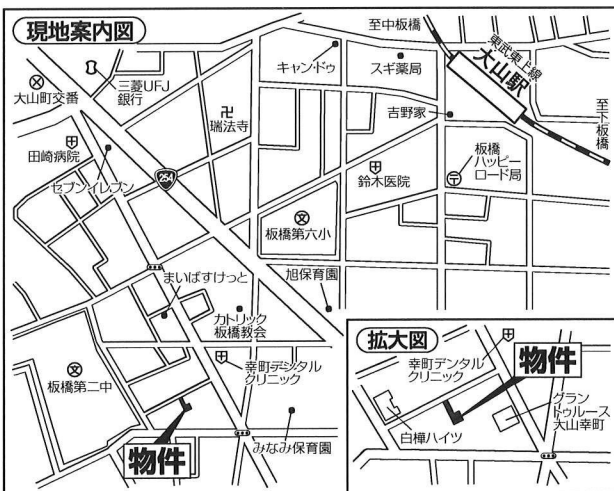 現地案内図
至中板橋
東武東上線
大山駅
至下板橋
キャン・ドゥ
スギ薬局
吉野家
三菱UFJ
銀行
大山町交番
卍
瑞法寺
田崎病院
セブンイレブン
254
鈴木医院
〒
板橋
ハッピー
ロード局
文
板橋第六小
まいばすけっと
旭保育園
カトリック
板橋教会
幸町デンタル
クリニック
文
板橋第二中
物件
みなみ保育園
拡大図
幸町デンタル
クリニック
物件
白樺ハイツ
グラン
トゥルース
大山幸町